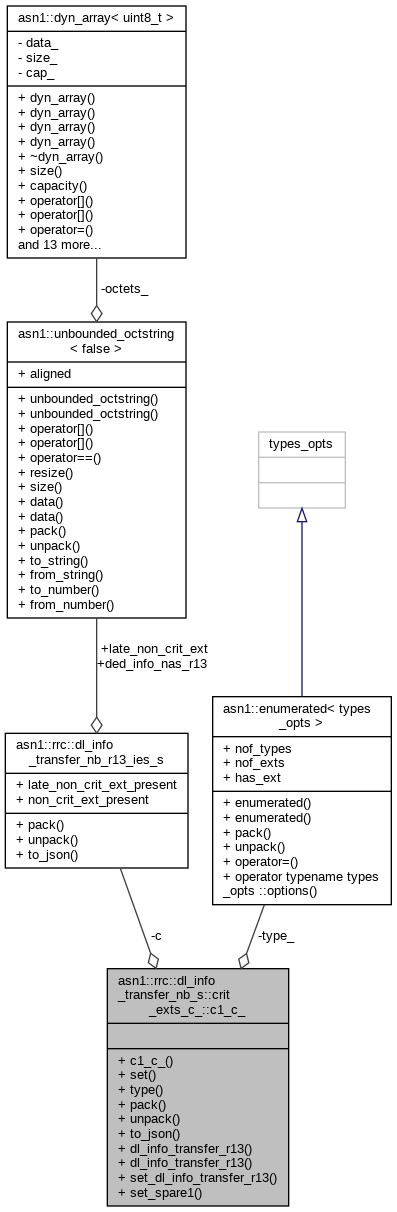 asn1::dyn_array< uint8_t >
- data_
- size_
- cap_
+ dyn_array()
+ dyn_array()
+ dyn_array()
+ dyn_array()
+ ~dyn_array()
+ size()
+ capacity()
+ operator[]()
+ operator[]()
+ operator=()
and 13 more...
-octets_
asn1::unbounded_octstring
< false >
+ aligned
+ unbounded_octstring()
+ unbounded_octstring()
+ operator[]()
+ operator[]()
+ operator==()
+ resize()
+ size()
+ data()
+ data()
+ pack()
+ unpack()
+ to_string()
+ from_string()
+ to_number()
+ from_number()
types_opts
+late_non_crit_ext
+ded_info_nas_r13
asn1::rrc::dl_info
_transfer_nb_r13_ies_s
+ late_non_crit_ext_present
+ non_crit_ext_present
+ pack()
+ unpack()
+ to_json()
asn1::enumerated< types
_opts >
+ nof_types
+ nof_exts
+ has_ext
+ enumerated()
+ enumerated()
+ pack()
+ unpack()
+ operator=()
+ operator typename types
_opts ::options()
-c
-type_
asn1::rrc::dl_info
_transfer_nb_s::crit
_exts_c_::c1_c_
+ c1_c_()
+ set()
+ type()
+ pack()
+ unpack()
+ to_json()
+ dl_info_transfer_r13()
+ dl_info_transfer_r13()
+ set_dl_info_transfer_r13()
+ set_spare1()